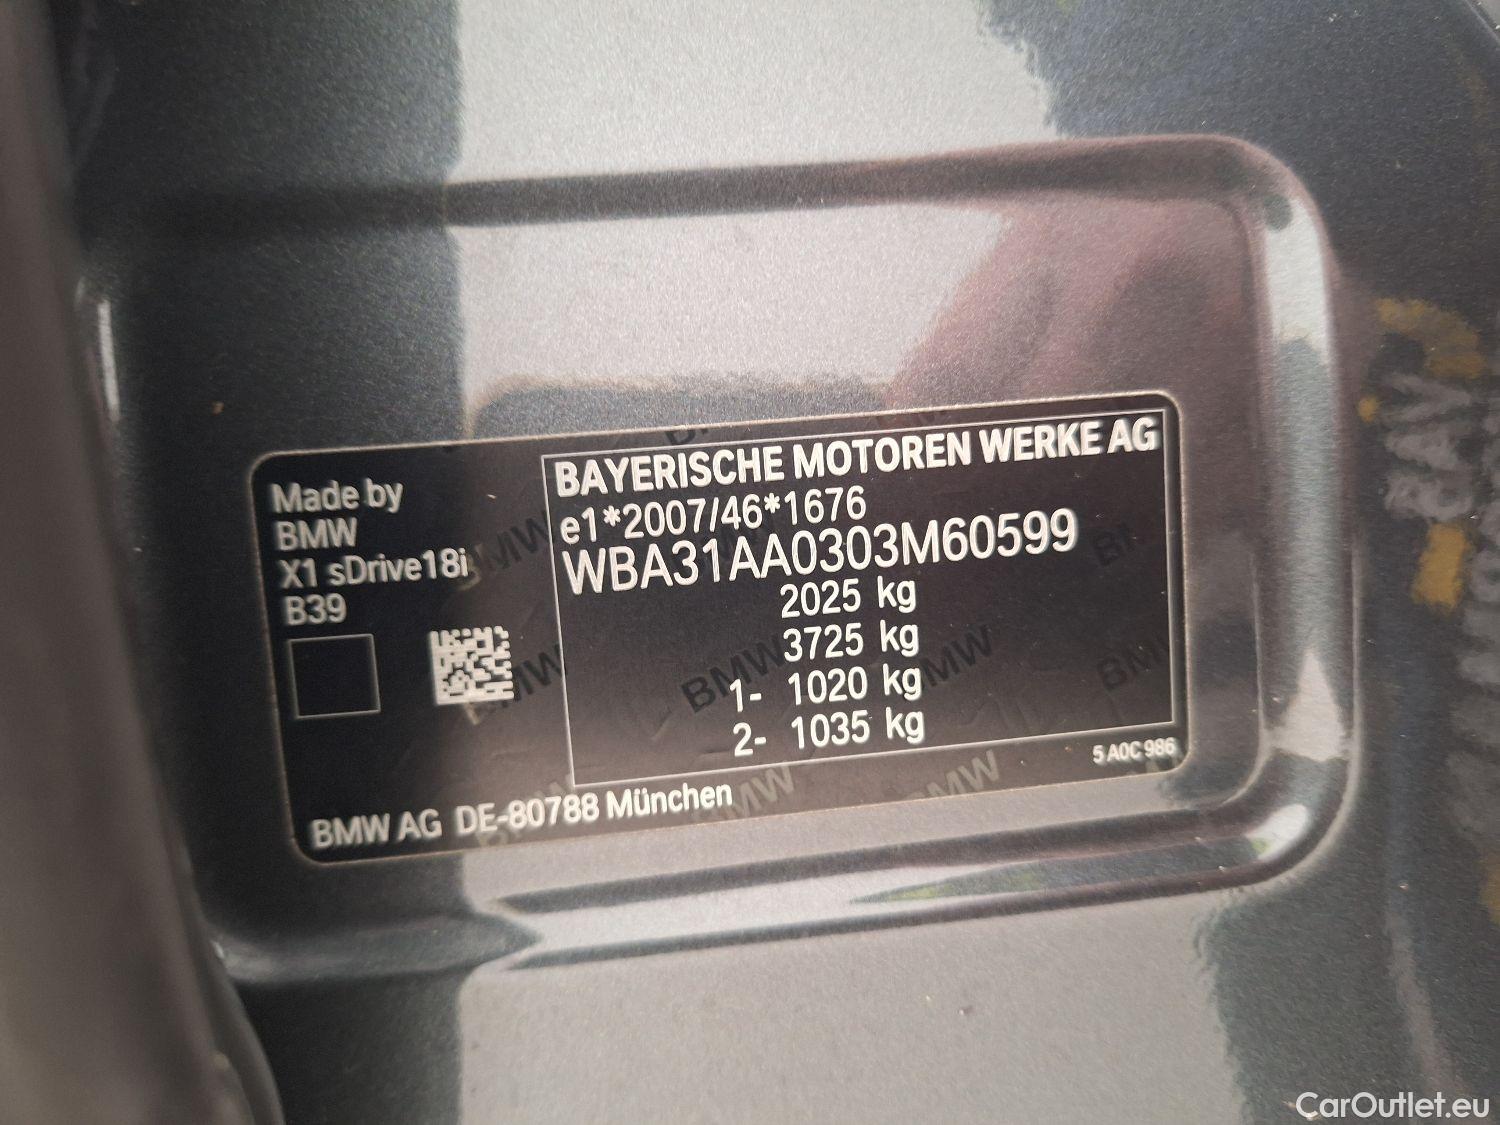 Made by
BMW
X1 sDrive18i
B39
BAYERISCHE MOTOREN WERKE AG
e1*2007/46*1676
WBA31AA0303M60599
2025 kg
3725 kg
1- 1020 kg
2- 1035 kg
5 A0C 986
BMW AG DE-80788 München
CarOutlet.eu